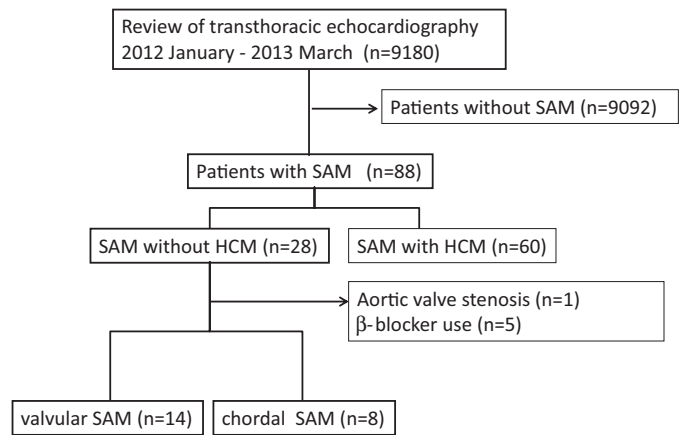 Review of transthoracic echocardiography
2012 January - 2013 March (n=9180)
Patients without SAM (n=9092)
Patients with SAM (n=88)
SAM without HCM (n=28)
SAM with HCM (n=60)
Aortic valve stenosis (n=1)
β-blocker use (n=5)
valvular SAM (n=14)
chordal SAM (n=8)